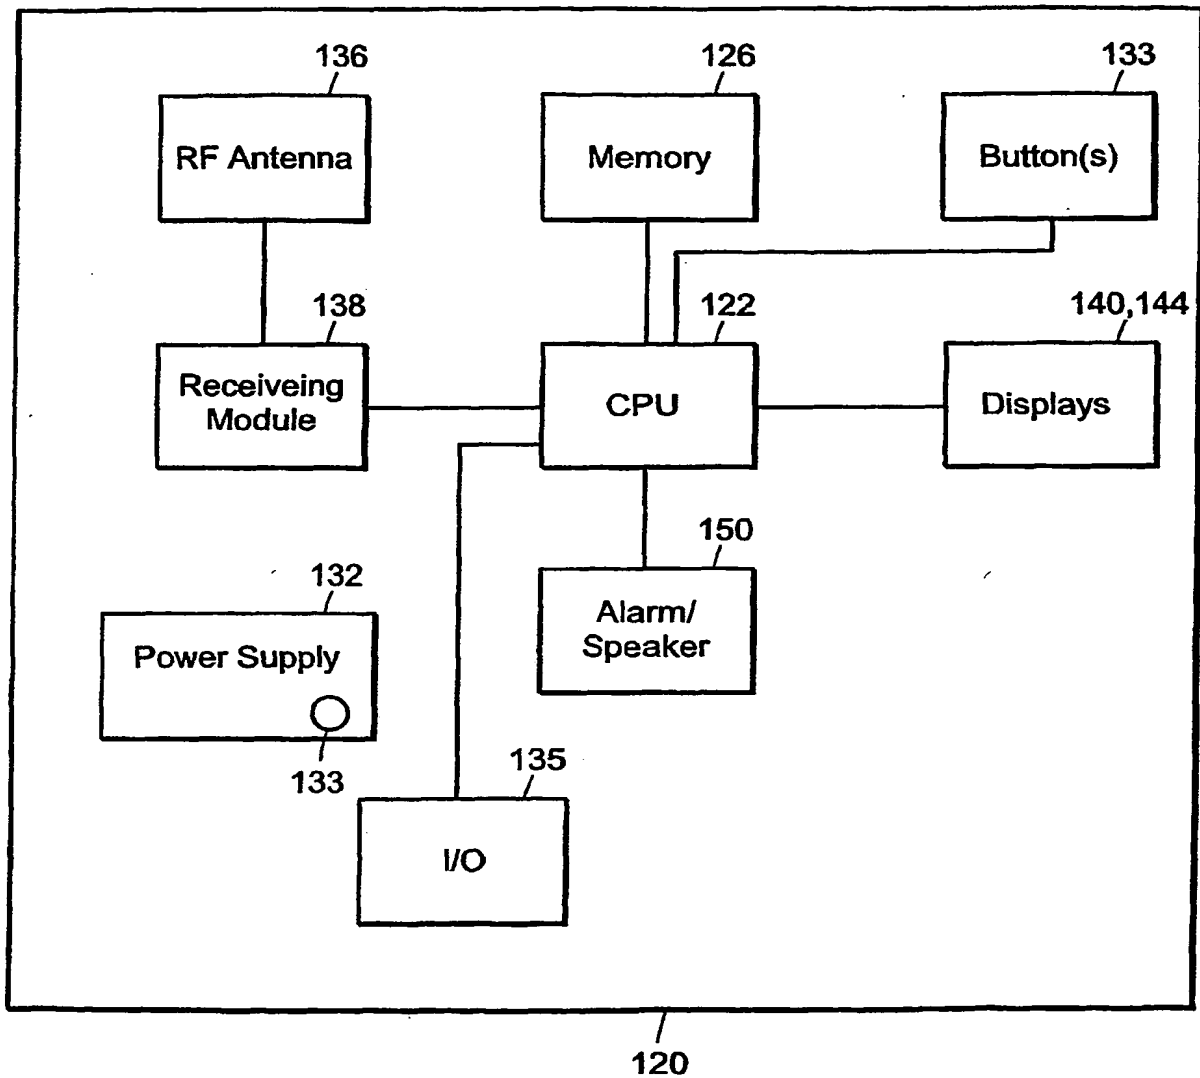 136
126
133
RF Antenna
Memory
Button(s)
138
122
140,144
Receiveing
Module
CPU
Displays
150
132
Alarm/
Speaker
Power Supply
133
135
I/O
120